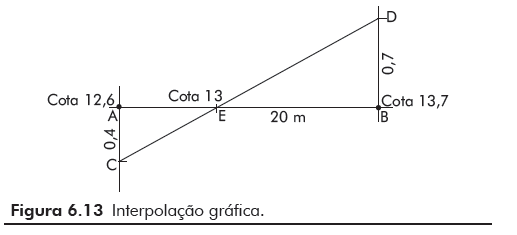 D
0,7
Cota 12,6
Cota 13
Cota 13,7
A
E
20 m
B
0,4
C
Figura 6.13 Interpolação gráfica.